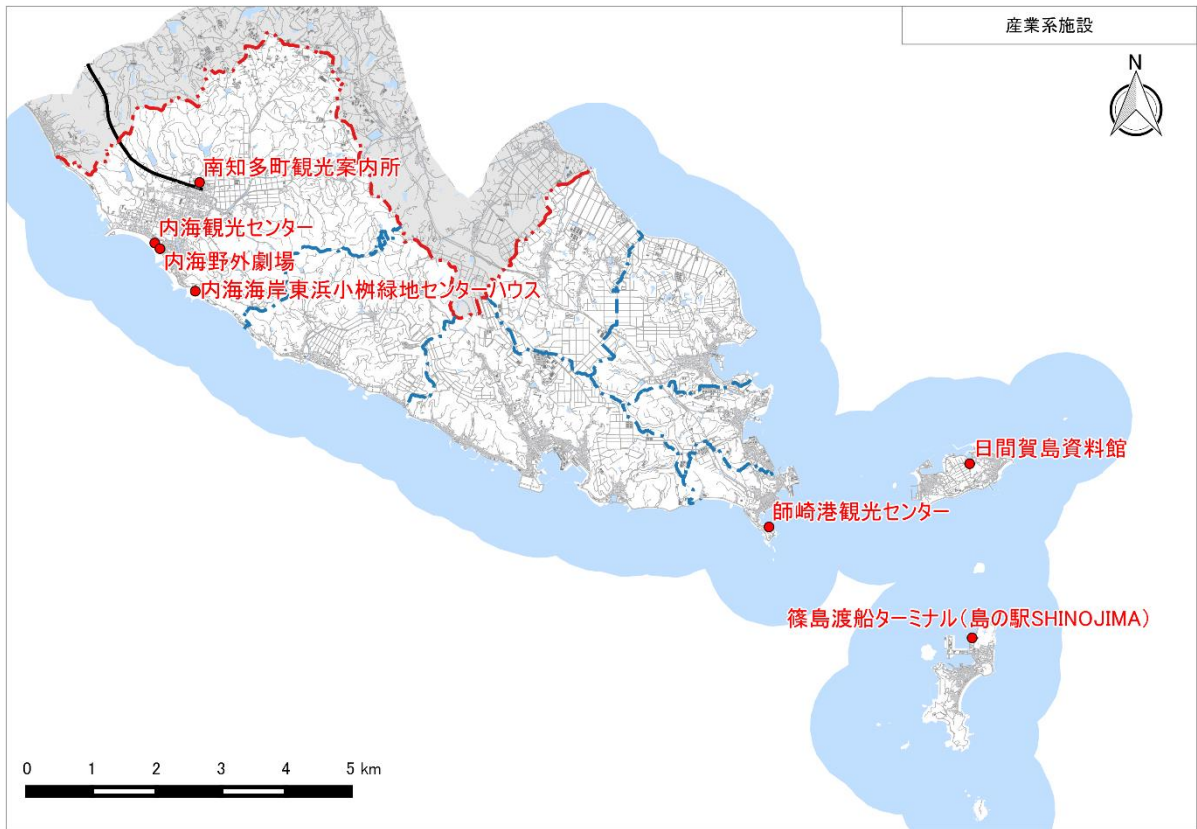 産業系施設
N
南知多町観光案内所
内海観光センター
内海野外劇場
内海海岸東浜小桝緑地センターハウス
日間賀島資料館
師崎港観光センター
篠島渡船ターミナル(島の駅SHINOJIMA)
0 1 2 3 4 5 km